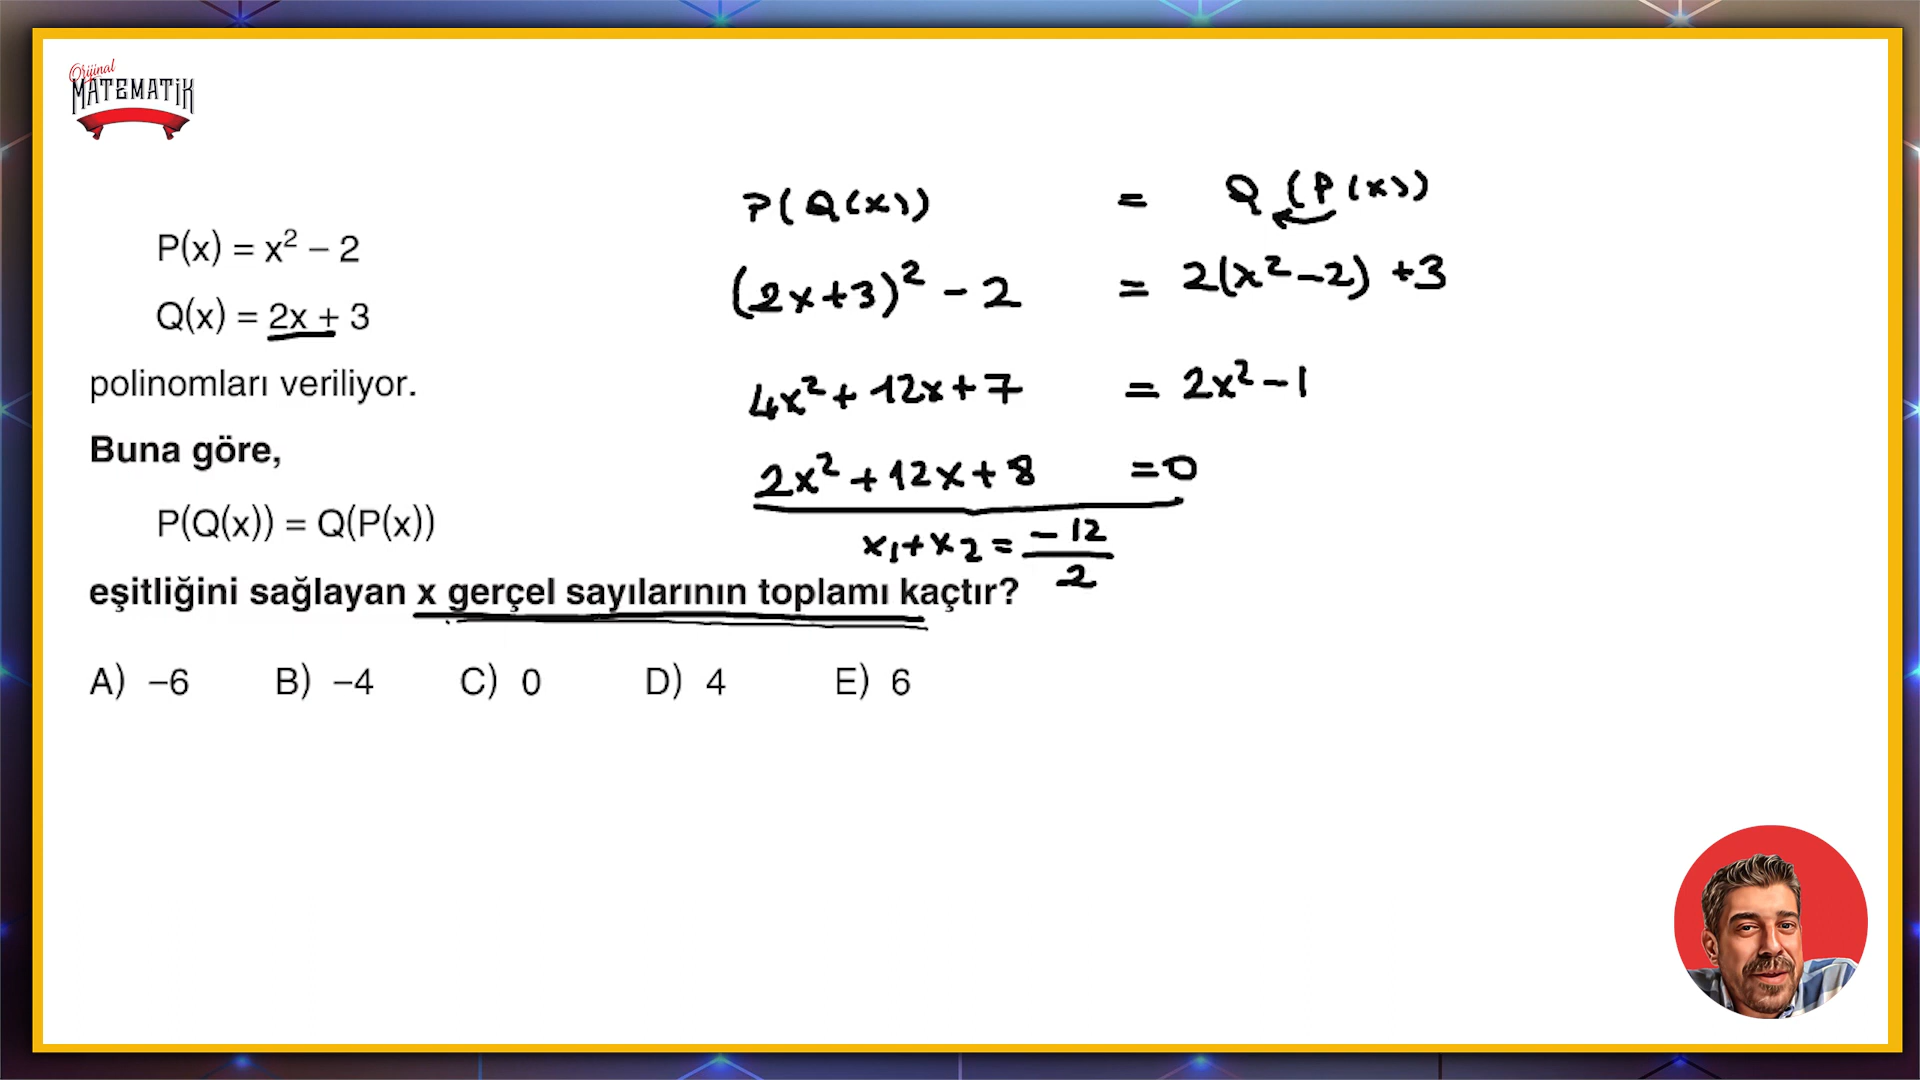 Orijinal
MATEMATİK
P(x) = x² – 2
Q(x) = 2x + 3
polinomları veriliyor.
Buna göre,
P(Q(x)) = Q(P(x))
eşitliğini sağlayan x gerçel sayılarının toplamı kaçtır?
A) –6 B) –4 C) 0 D) 4 E) 6
P(Q(x)) = Q(P(x))
(2x+3)² - 2 = 2(x²-2) +3
4x² + 12x + 7 = 2x² - 1
2x² + 12x + 8 = 0
x₁+x₂ = -12/2